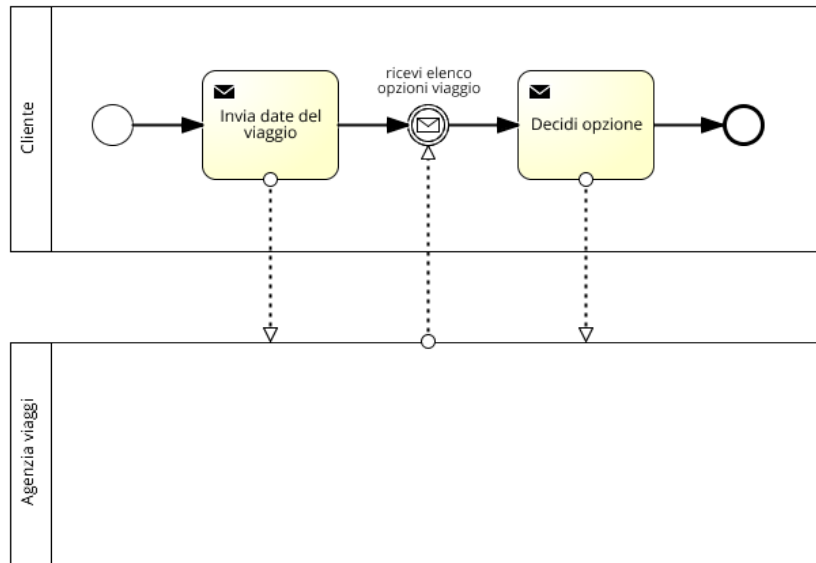 Cliente
Invia date del
viaggio
ricevi elenco
opzioni viaggio
Decidi opzione
Agenzia viaggi